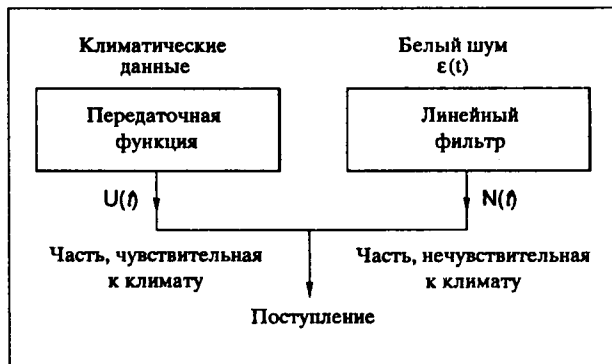 Климатические
данные
Белый шум
ε(t)
Передаточная
функция
Линейный
фильтр
U(t)
N(t)
Часть, чувствительная
к климату
Часть, нечувствительная
к климату
Поступление